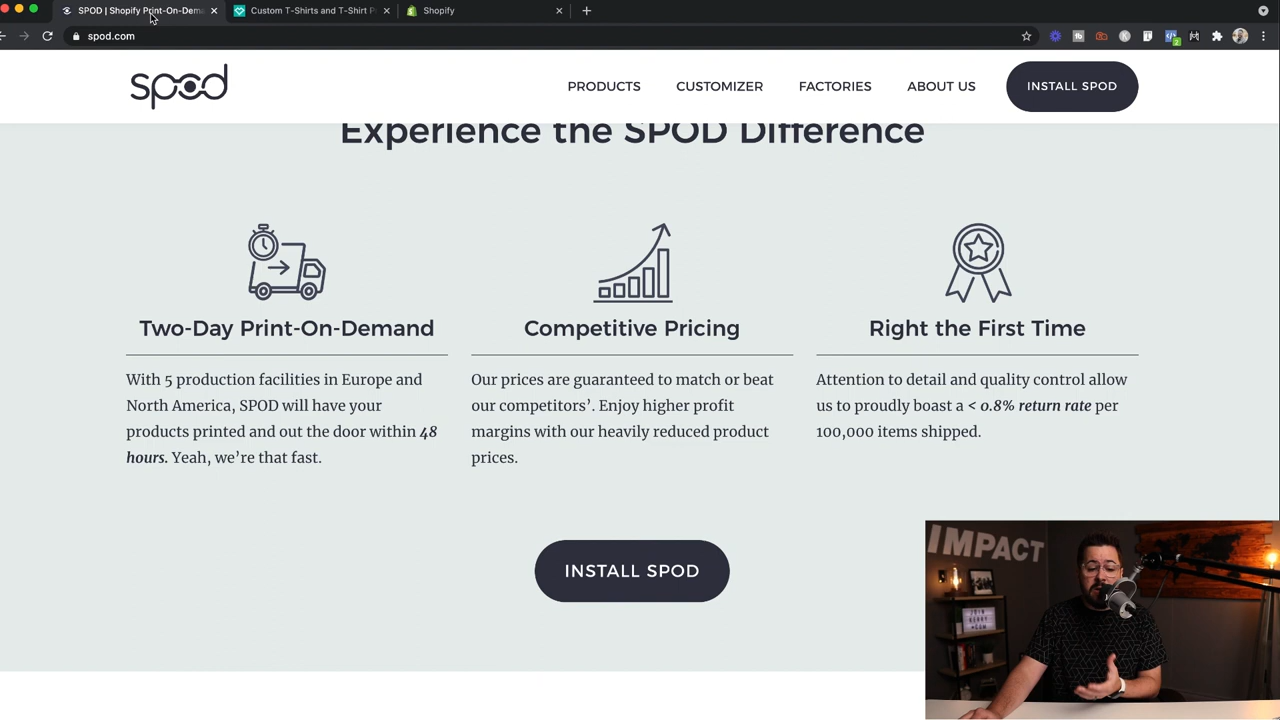 SPOD | Shopify Print-On-Dem
Custom T-Shirts and T-Shirt P
Shopify
spod.com
2
spod
PRODUCTS
CUSTOMIZER
FACTORIES
ABOUT US
INSTALL SPOD
Experience the SPOD Difference
Two-Day Print-On-Demand
With 5 production facilities in Europe and
North America, SPOD will have your
products printed and out the door within 48
hours. Yeah, we’re that fast.
Competitive Pricing
Our prices are guaranteed to match or beat
our competitors’. Enjoy higher profit
margins with our heavily reduced product
prices.
Right the First Time
Attention to detail and quality control allow
us to proudly boast a < 0.8% return rate per
100,000 items shipped.
INSTALL SPOD
IMPACT